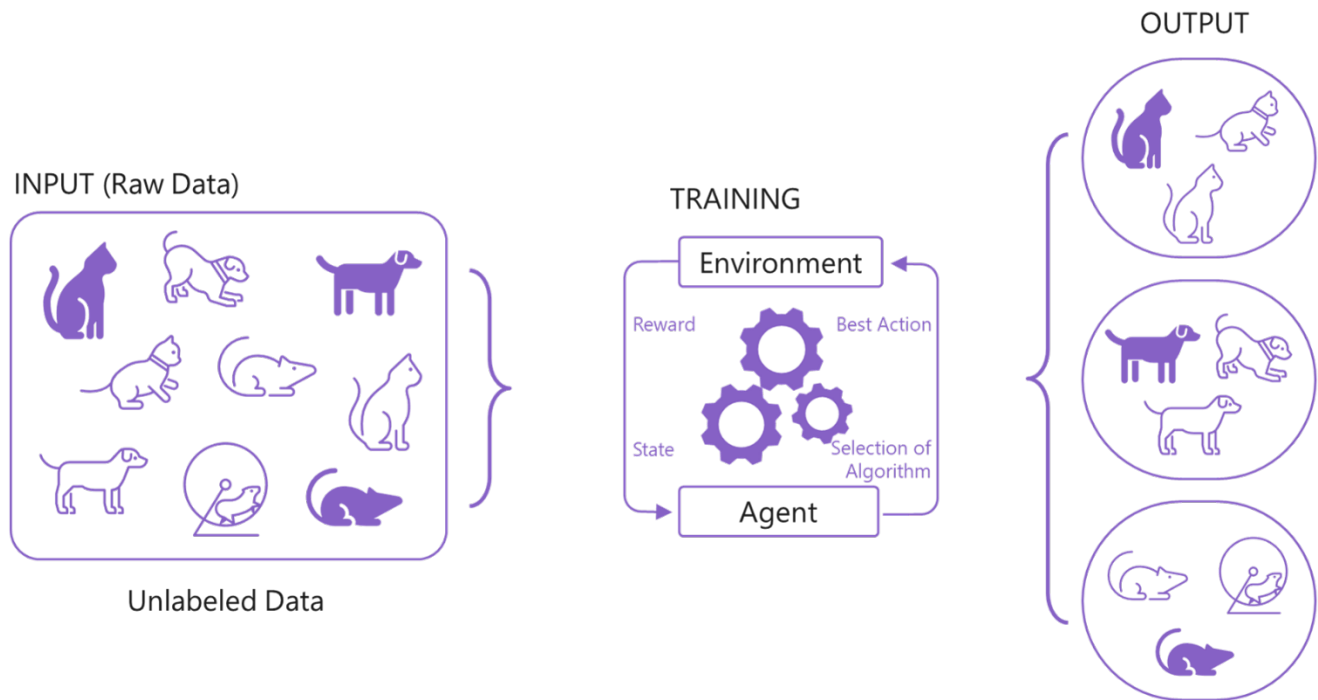 OUTPUT
INPUT (Raw Data)
TRAINING
Environment
Reward
Best Action
State
Selection of
Algorithm
Agent
Unlabeled Data